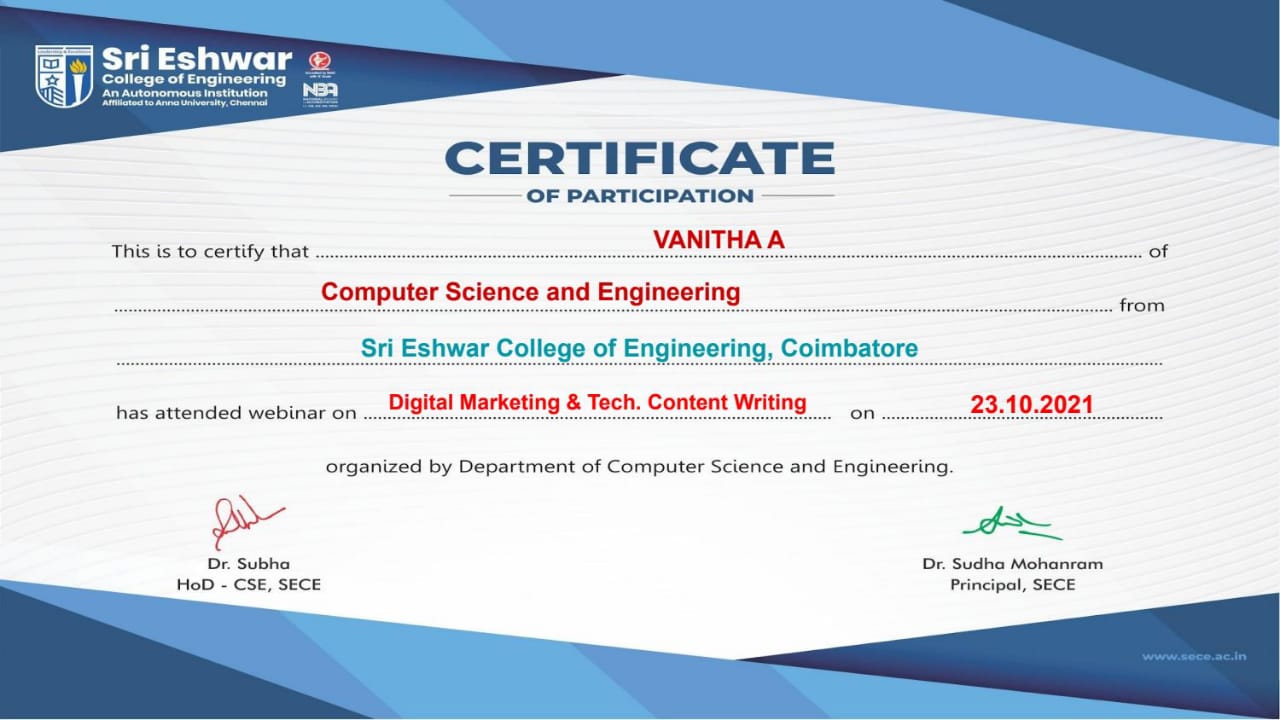 Sri Eshwar
College of Engineering
An Autonomous Institution
Affiliated to Anna University, Chennai
NBA
CERTIFICATE
OF PARTICIPATION
This is to certify that VANITHA A of
Computer Science and Engineering from
Sri Eshwar College of Engineering, Coimbatore
has attended webinar on Digital Marketing & Tech. Content Writing on 23.10.2021
organized by Department of Computer Science and Engineering.
Dr. Subha
HoD - CSE, SECE
Dr. Sudha Mohanram
Principal, SECE
www.sece.ac.in